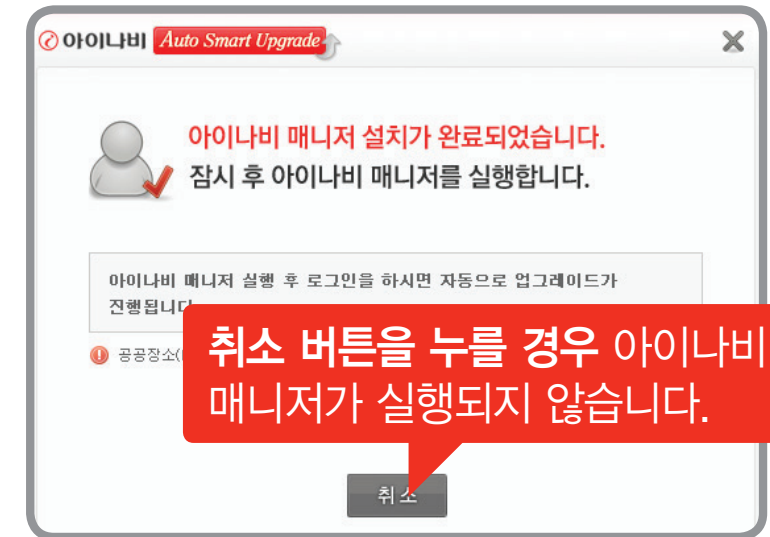 아이나비 Auto Smart Upgrade
아이나비 매니저 설치가 완료되었습니다.
잠시 후 아이나비 매니저를 실행합니다.
아이나비 매니저 실행 후 로그인을 하시면 자동으로 업그레이드가
진행됩니다
공공장소(
취소 버튼을 누를 경우 아이나비
매니저가 실행되지 않습니다.
취소